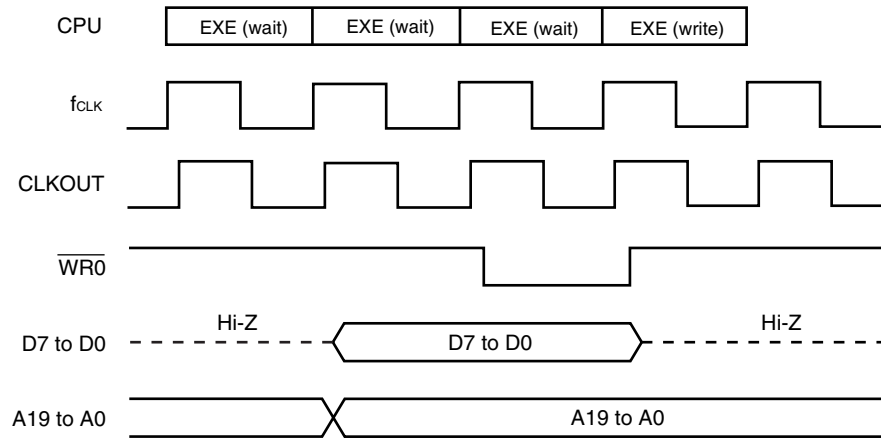 CPU EXE (wait) EXE (wait) EXE (wait) EXE (write)
fCLK
CLKOUT
WR0
Hi-Z Hi-Z
D7 to D0 D7 to D0
A19 to A0 A19 to A0